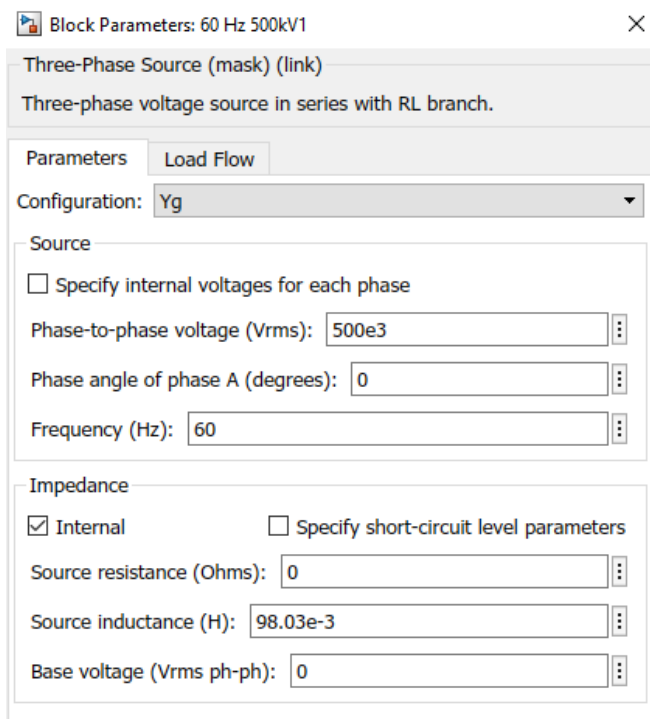 Block Parameters: 60 Hz 500kV1
Three-Phase Source (mask) (link)
Three-phase voltage source in series with RL branch.
Parameters Load Flow
Configuration: Yg
Source
Specify internal voltages for each phase
Phase-to-phase voltage (Vrms): 500e3
Phase angle of phase A (degrees): 0
Frequency (Hz): 60
Impedance
Internal Specify short-circuit level parameters
Source resistance (Ohms): 0
Source inductance (H): 98.03e-3
Base voltage (Vrms ph-ph): 0